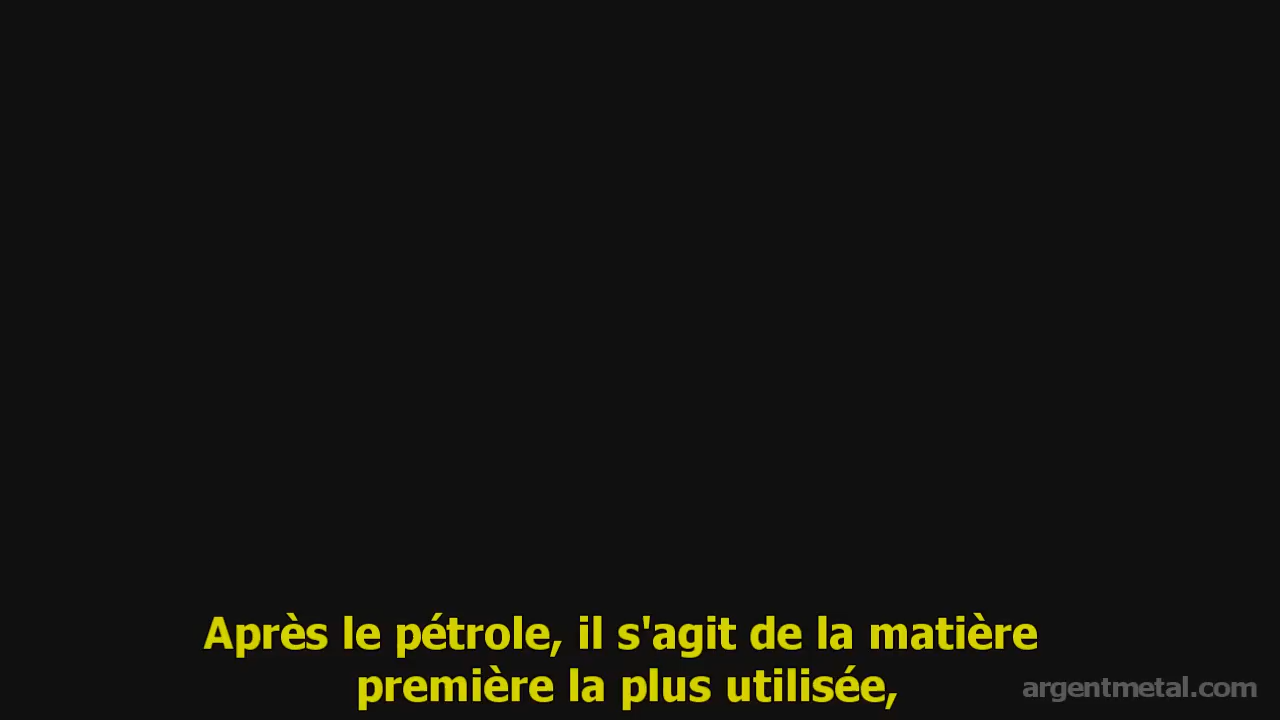 Après le pétrole, il s'agit de la matière
première la plus utilisée,
argentmetal.com